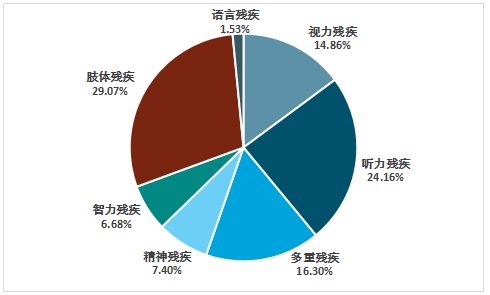 语言残疾
1.53%
视力残疾
14.86%
听力残疾
24.16%
多重残疾
16.30%
精神残疾
7.40%
智力残疾
6.68%
肢体残疾
29.07%